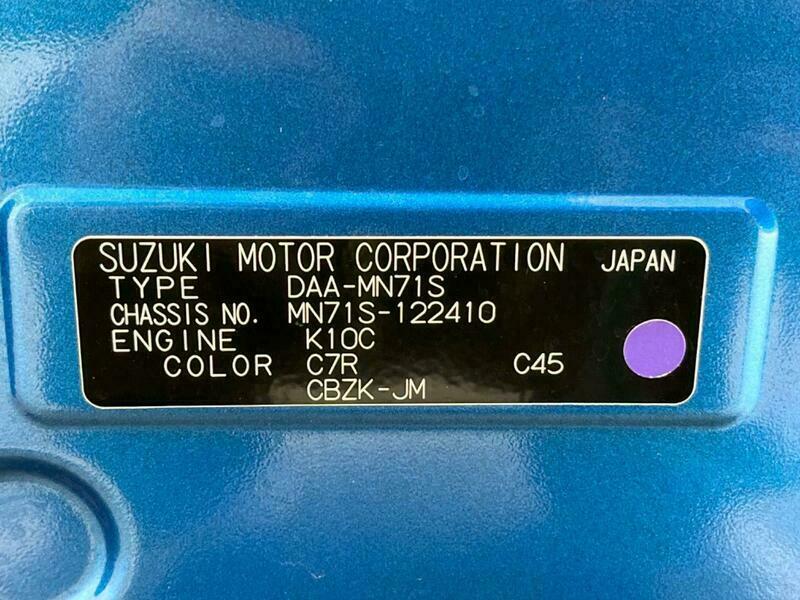 SUZUKI MOTOR CORPORATION JAPAN
TYPE DAA-MN71S
CHASSIS NO. MN71S-122410
ENGINE K10C
COLOR C7R C45
CBZK-JM